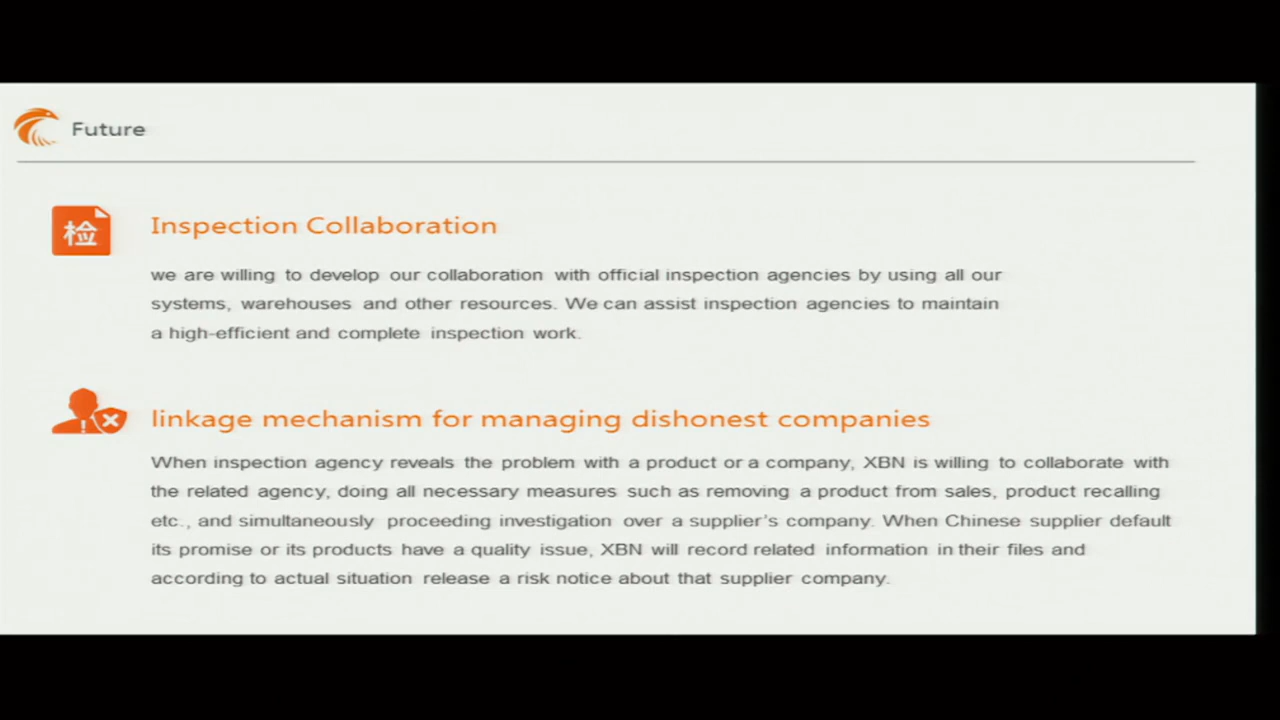 Future
检
Inspection Collaboration
we are willing to develop our collaboration with official inspection agencies by using all our
systems, warehouses and other resources. We can assist inspection agencies to maintain
a high-efficient and complete inspection work.
linkage mechanism for managing dishonest companies
When inspection agency reveals the problem with a product or a company, XBN is willing to collaborate with
the related agency, doing all necessary measures such as removing a product from sales, product recalling
etc., and simultaneously proceeding investigation over a supplier's company. When Chinese supplier default
its promise or its products have a quality issue, XBN will record related information in their files and
according to actual situation release a risk notice about that supplier company.